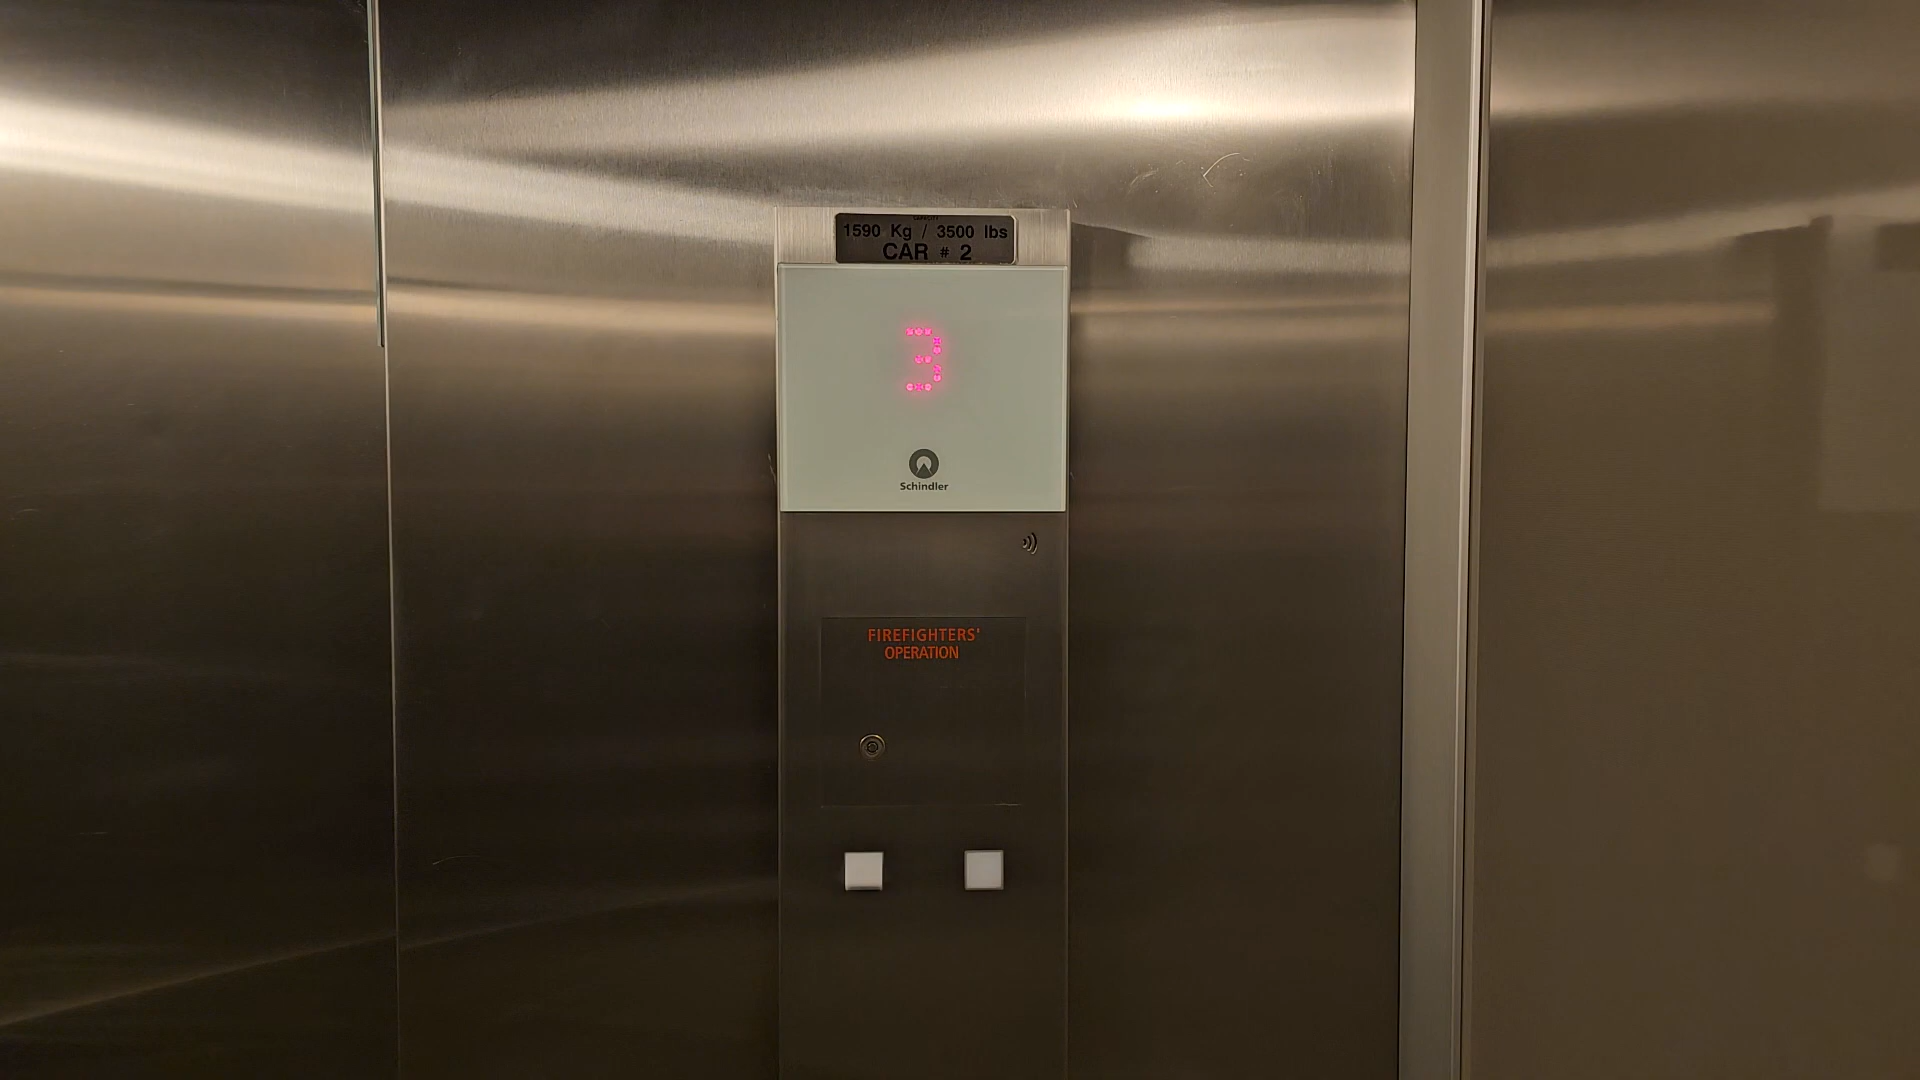 1590 Kg / 3500 lbs
CAR # 2
3
Schindler
FIREFIGHTERS'
OPERATION